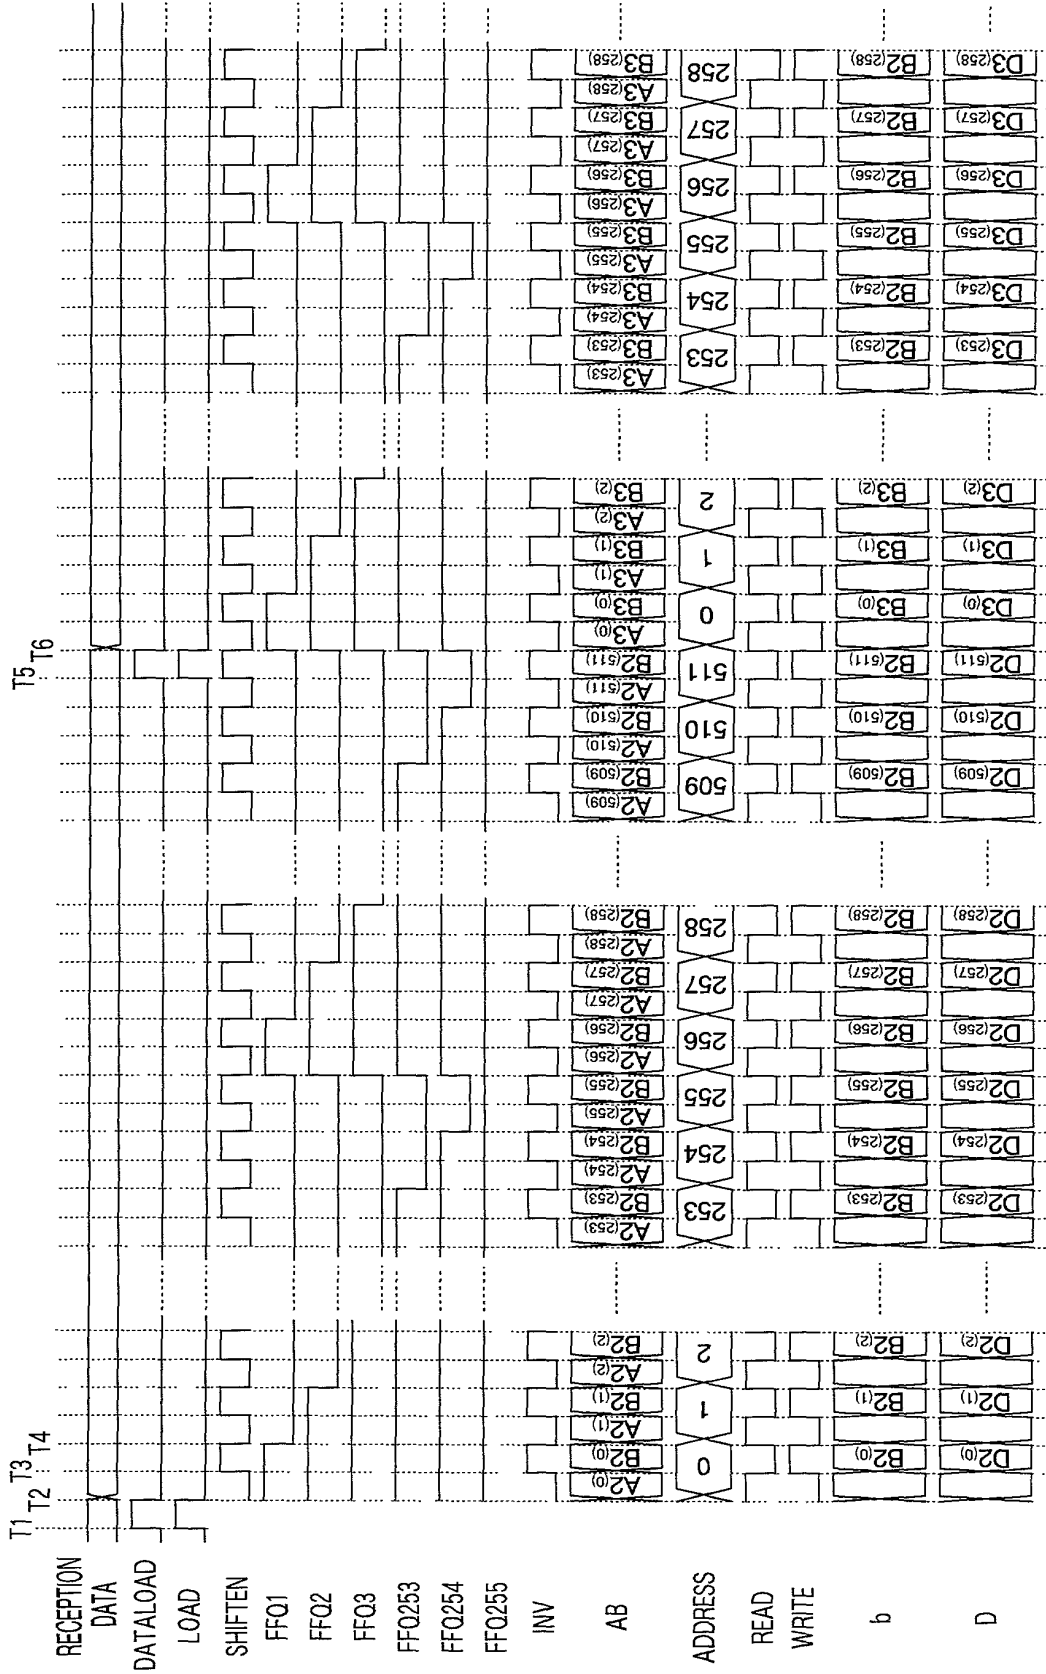 T1 T2 T3 T4 T5 T6
RECEPTION
DATA
DATALOAD
LOAD
SHIFTEN
FFQ1
FFQ2
FFQ3
FFQ253
FFQ254
FFQ255
INV
AB A2(0) B2(0) A2(1) B2(1) A2(2) B2(2) A2(253) B2(253) A2(254) B2(254) A2(255) B2(255) A2(256) B2(256) A2(257) B2(257) A2(258) B2(258) A2(509) B2(509) A2(510) B2(510) A2(511) B2(511) A3(0) B3(0) A3(1) B3(1) A3(2) B3(2) A3(253) B3(253) A3(254) B3(254) A3(255) B3(255) A3(256) B3(256) A3(257) B3(257) A3(258) B3(258)
ADDRESS 0 1 2 253 254 255 256 257 258 509 510 511 0 1 2 253 254 255 256 257 258
READ
WRITE
b B2(0) B2(1) B2(2) B2(253) B2(254) B2(255) B2(256) B2(257) B2(258) B2(509) B2(510) B2(511) B3(0) B3(1) B3(2) B2(253) B2(254) B2(255) B2(256) B2(257) B2(258)
D D2(0) D2(1) D2(2) D2(253) D2(254) D2(255) D2(256) D2(257) D2(258) D2(509) D2(510) D2(511) D3(0) D3(1) D3(2) D3(253) D3(254) D3(255) D3(256) D3(257) D3(258)